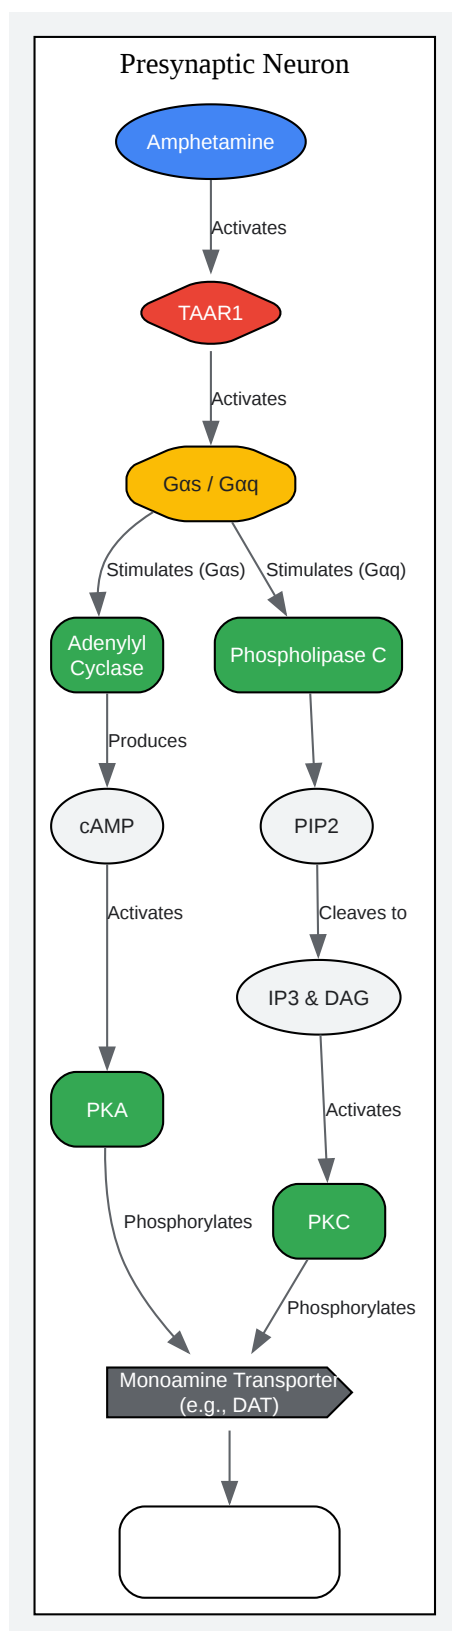 Presynaptic Neuron
Amphetamine
Activates
TAAR1
Activates
Gαs / Gαq
Stimulates (Gαs)
Stimulates (Gαq)
Adenylyl
Cyclase
Phospholipase C
Produces
cAMP
PIP2
Activates
Cleaves to
IP3 & DAG
PKA
Activates
Phosphorylates
PKC
Phosphorylates
Monoamine Transporter
(e.g., DAT)